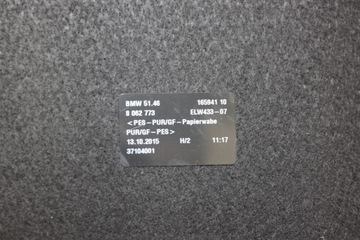 BMW 51.46 165941 10
9 062 773 ELW433-07
<PES-PUR/GF-Papierwabe
PUR/GF-PES>
13.10.2015 H/2 11:17
37104001